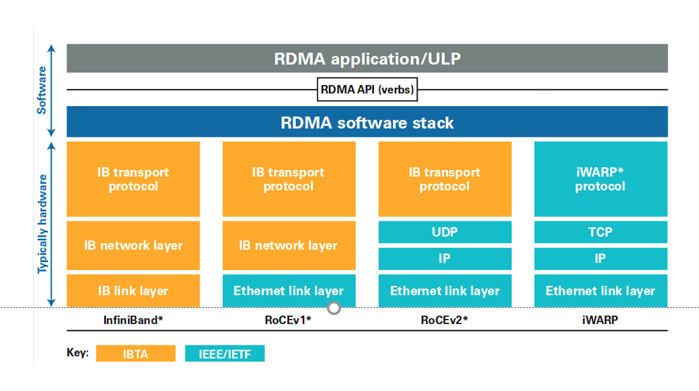 RDMA application/ULP
RDMA API (verbs)
RDMA software stack
Software
Typically hardware
IB transport
protocol
IB transport
protocol
IB transport
protocol
iWARP*
protocol
IB network layer
IB network layer
UDP
TCP
IP
IP
IB link layer
Ethernet link layer
Ethernet link layer
Ethernet link layer
InfiniBand*
RoCEv1*
RoCEv2*
iWARP
Key:
IBTA
IEEE/IETF